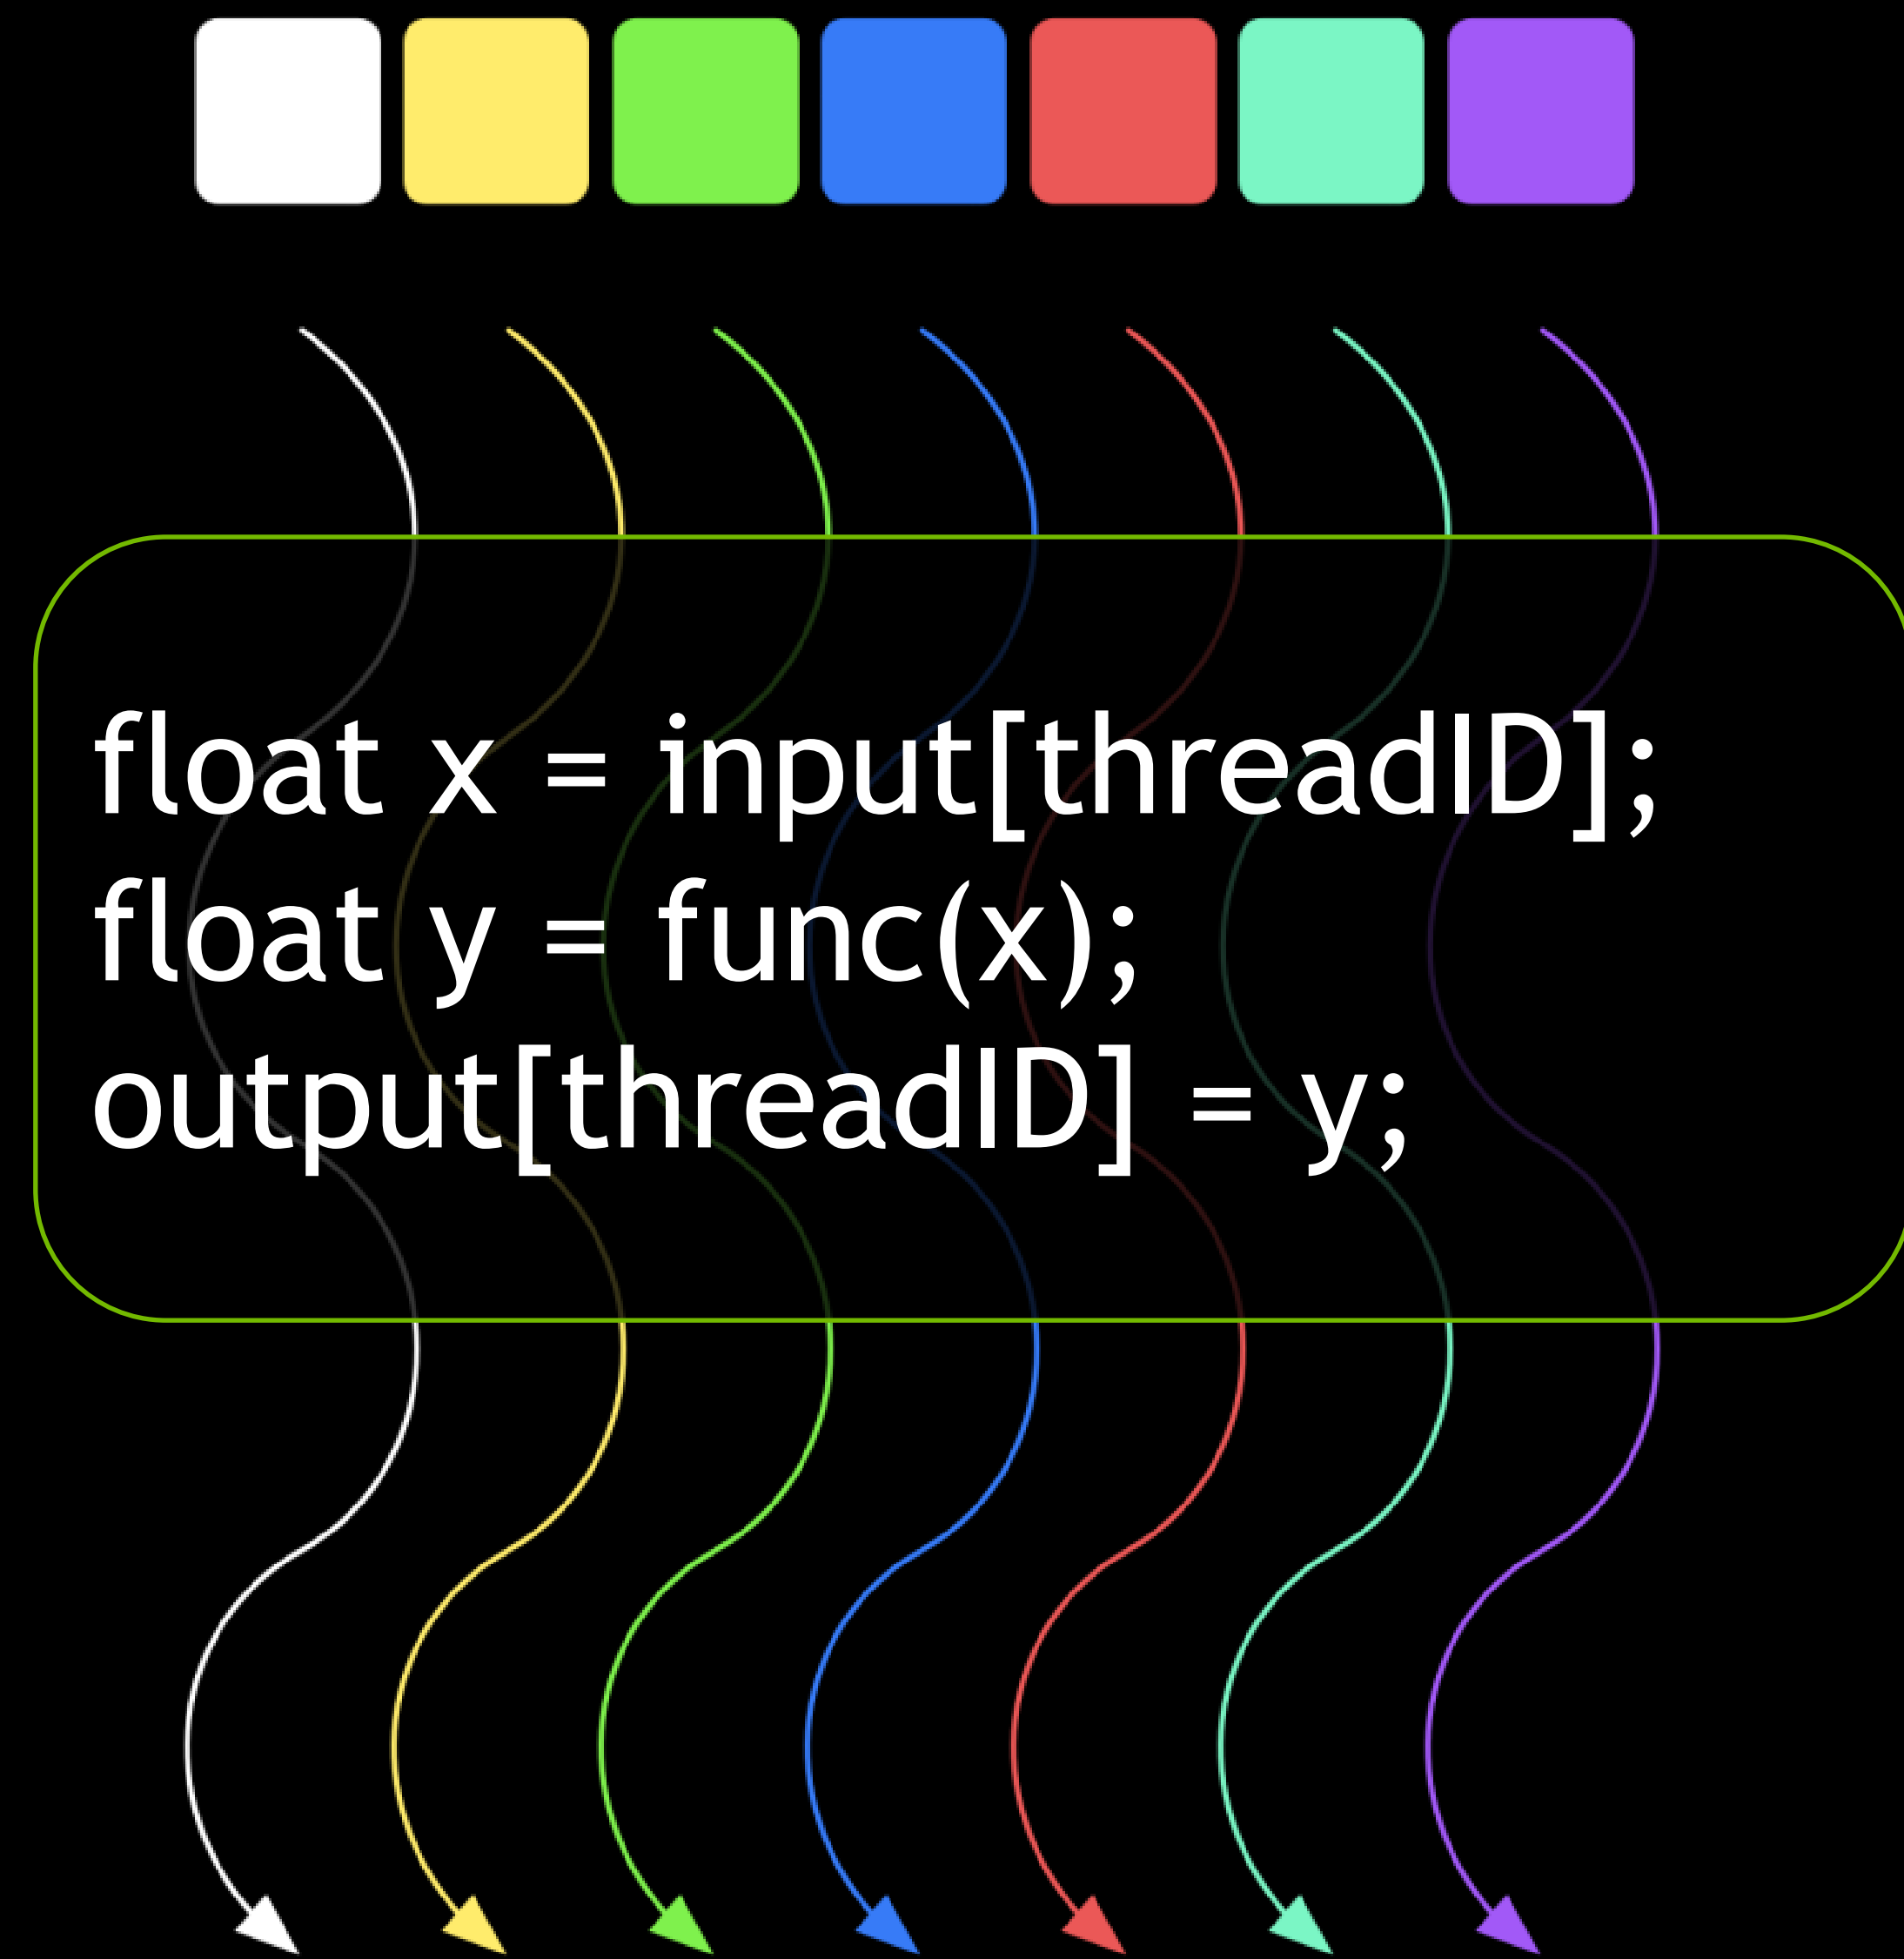 float x = input[threadID];
float y = func(x);
output[threadID] = y;